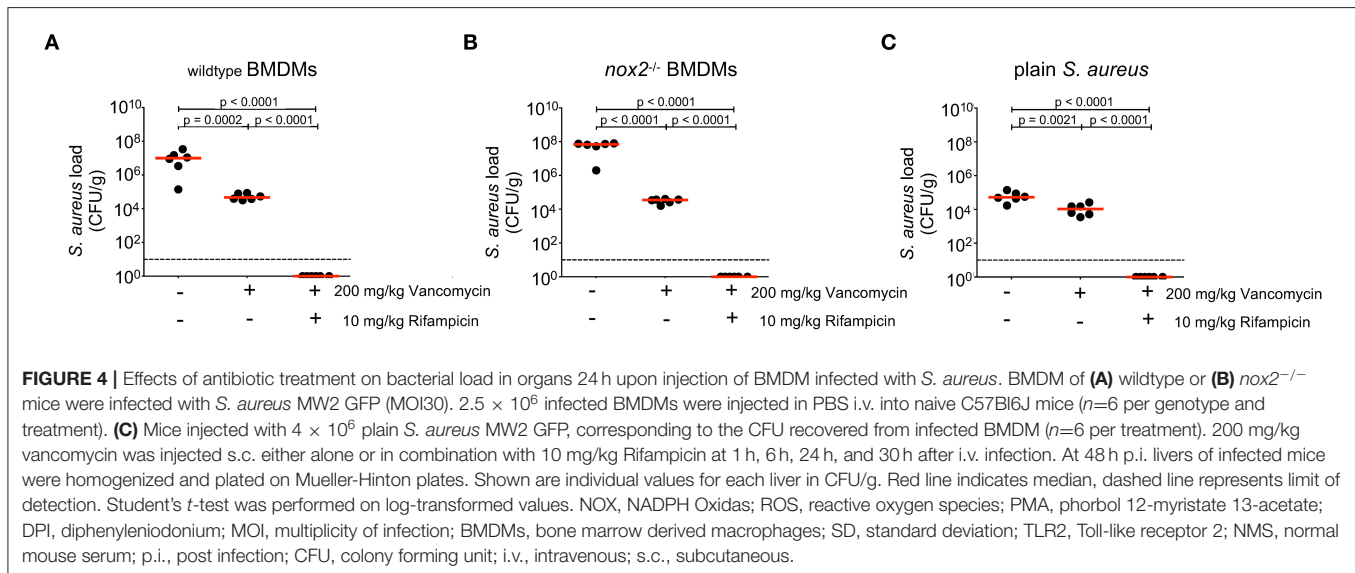 A
wildtype BMDMs
p < 0.0001
p = 0.0002
p < 0.0001
10^10
10^8
10^6
10^4
10^2
10^0
S. aureus load
(CFU/g)
- + + 200 mg/kg Vancomycin
- - + 10 mg/kg Rifampicin
B
nox2-/- BMDMs
p < 0.0001
p < 0.0001
p < 0.0001
10^10
10^8
10^6
10^4
10^2
10^0
S. aureus load
(CFU/g)
- + + 200 mg/kg Vancomycin
- - + 10 mg/kg Rifampicin
C
plain S. aureus
p < 0.0001
p = 0.0021
p < 0.0001
10^10
10^8
10^6
10^4
10^2
10^0
S. aureus load
(CFU/g)
- + + 200 mg/kg Vancomycin
- - + 10 mg/kg Rifampicin
FIGURE 4 | Effects of antibiotic treatment on bacterial load in organs 24 h upon injection of BMDM infected with S. aureus. BMDM of (A) wildtype or (B) nox2−/−
mice were infected with S. aureus MW2 GFP (MOI30). 2.5 × 10^6 infected BMDMs were injected in PBS i.v. into naive C57Bl6J mice (n=6 per genotype and
treatment). (C) Mice injected with 4 × 10^6 plain S. aureus MW2 GFP, corresponding to the CFU recovered from infected BMDM (n=6 per treatment). 200 mg/kg
vancomycin was injected s.c. either alone or in combination with 10 mg/kg Rifampicin at 1 h, 6 h, 24 h, and 30 h after i.v. infection. At 48 h p.i. livers of infected mice
were homogenized and plated on Mueller-Hinton plates. Shown are individual values for each liver in CFU/g. Red line indicates median, dashed line represents limit of
detection. Student's t-test was performed on log-transformed values. NOX, NADPH Oxidas; ROS, reactive oxygen species; PMA, phorbol 12-myristate 13-acetate;
DPI, diphenyleniodonium; MOI, multiplicity of infection; BMDMs, bone marrow derived macrophages; SD, standard deviation; TLR2, Toll-like receptor 2; NMS, normal
mouse serum; p.i., post infection; CFU, colony forming unit; i.v., intravenous; s.c., subcutaneous.